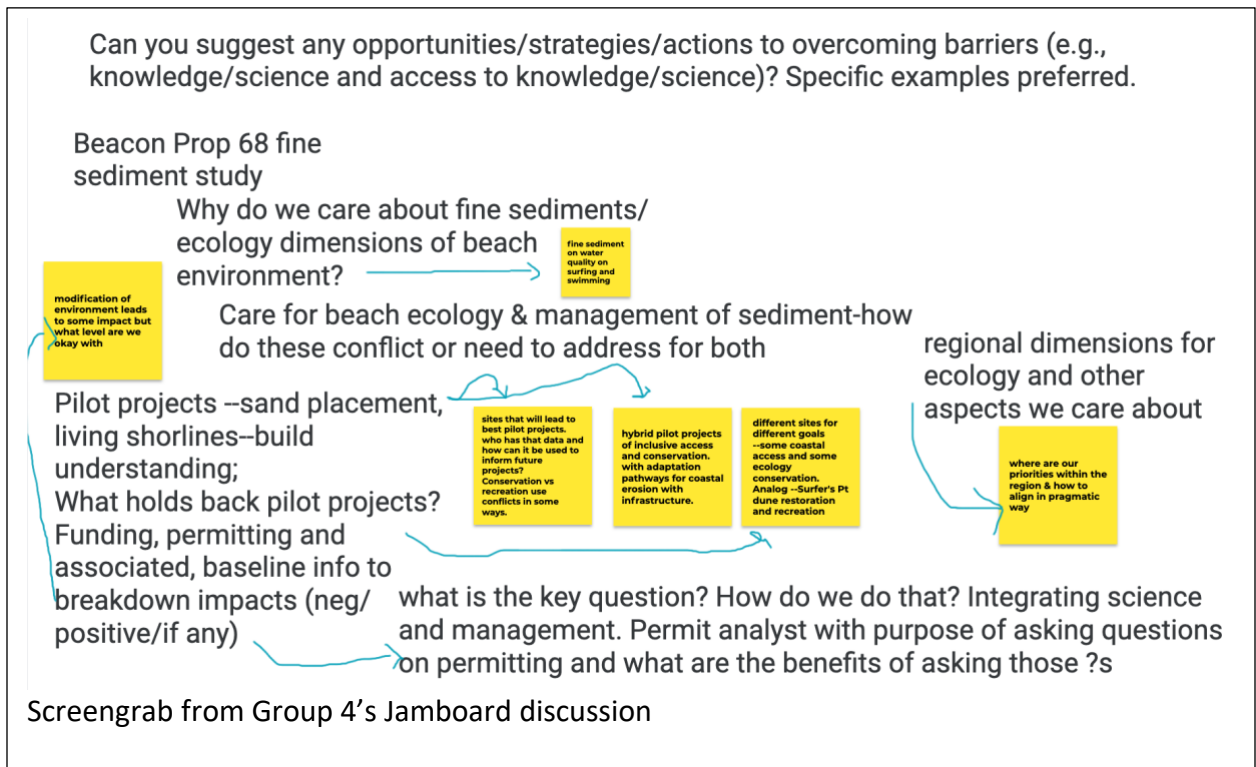 Can you suggest any opportunities/strategies/actions to overcoming barriers (e.g.,
knowledge/science and access to knowledge/science)? Specific examples preferred.
Beacon Prop 68 fine
sediment study
Why do we care about fine sediments/
ecology dimensions of beach
environment?
fine sediment
on water
quality on
surfing and
swimming
modification of
environment leads
to some impact but
what level are we
okay with
Care for beach ecology & management of sediment-how
do these conflict or need to address for both
regional dimensions for
ecology and other
aspects we care about
Pilot projects --sand placement,
living shorlines--build
understanding;
What holds back pilot projects?
Funding, permitting and
associated, baseline info to
breakdown impacts (neg/
positive/if any)
sites that will lead to
best pilot projects.
who has that data and
how can it be used to
inform future
projects?
Conservation vs
recreation use
conflicts in some
ways.
hybrid pilot projects
of inclusive access
and conservation.
with adaptation
pathways for coastal
erosion with
infrastructure.
different sites for
different goals
--some coastal
access and some
ecology
conservation.
Analog --Surfer's Pt
dune restoration
and recreation
where are our
priorities within the
region & how to
align in pragmatic
way
what is the key question? How do we do that? Integrating science
and management. Permit analyst with purpose of asking questions
on permitting and what are the benefits of asking those ?s
Screengrab from Group 4's Jamboard discussion